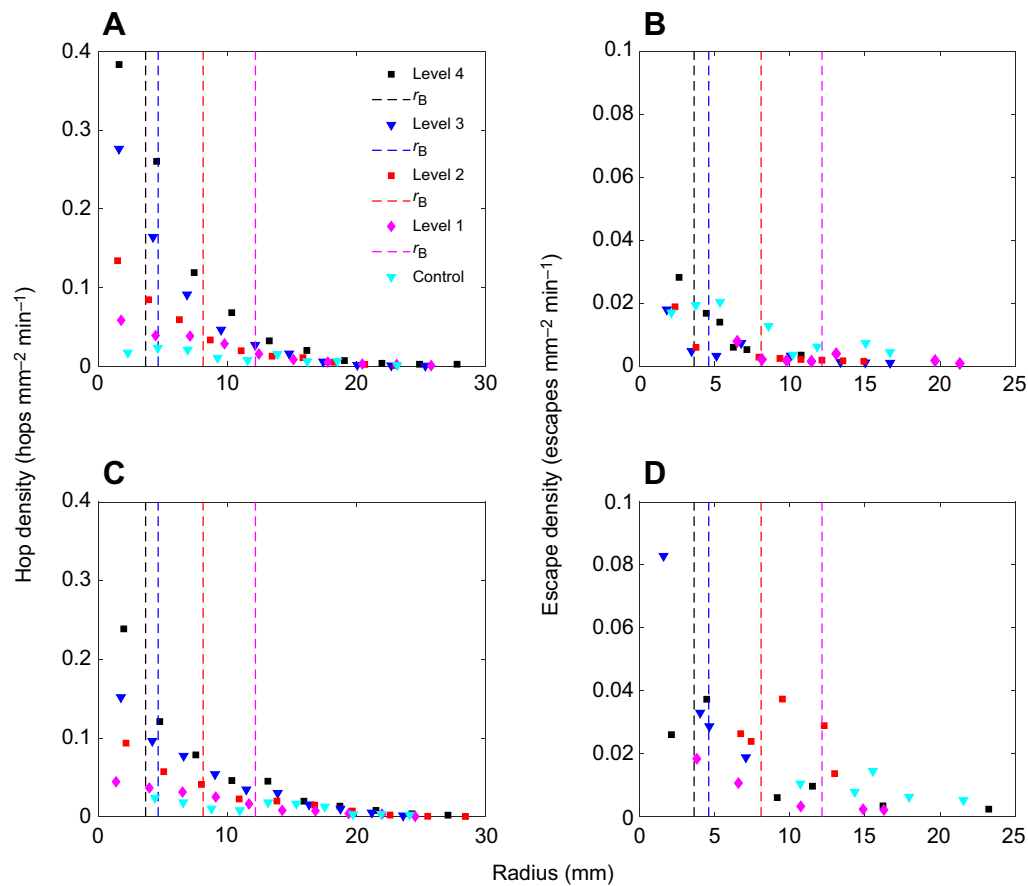 A
B
0.4
0.3
0.2
0.1
0
0 10 20 30
Level 4
rB
Level 3
rB
Level 2
rB
Level 1
rB
Control
0.1
0.08
0.06
0.04
0.02
0
0 5 10 15 20 25
C
D
0.4
0.3
0.2
0.1
0
0 10 20 30
0.1
0.08
0.06
0.04
0.02
0
0 5 10 15 20 25
Hop density (hops mm−2 min−1)
Escape density (escapes mm−2 min−1)
Radius (mm)